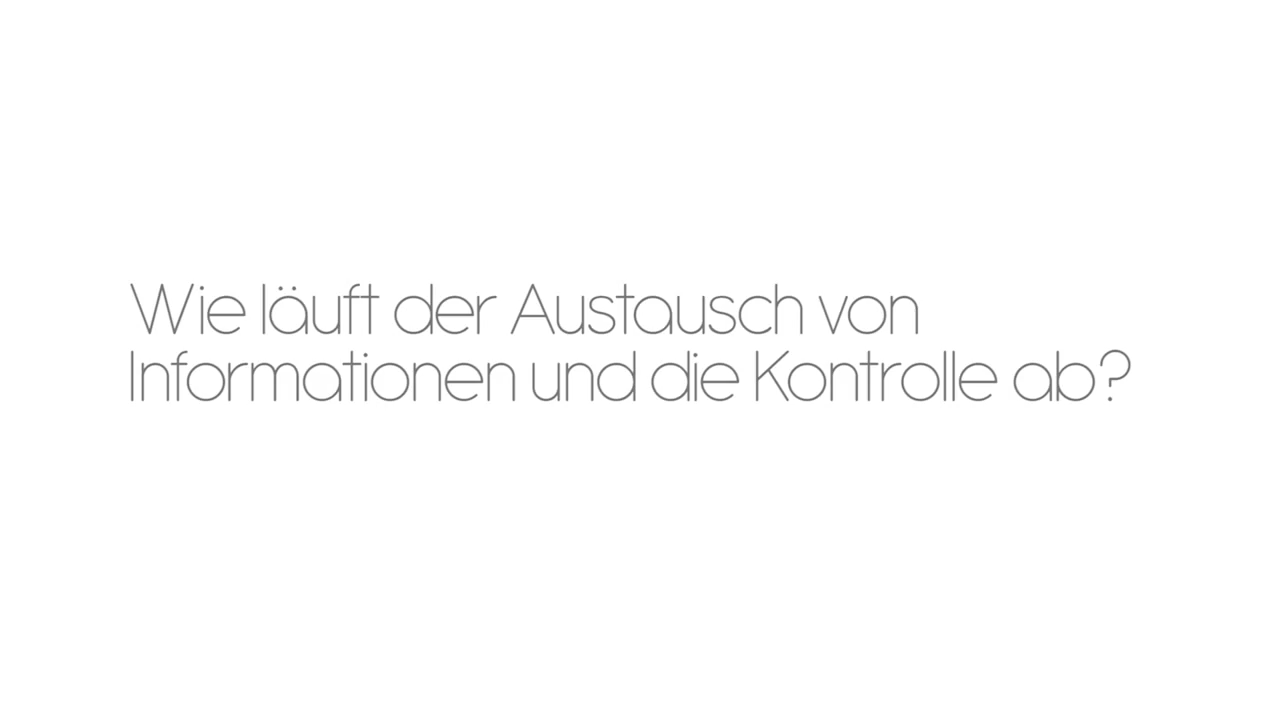 Wie läuft der Austausch von
Informationen und die Kontrolle ab?